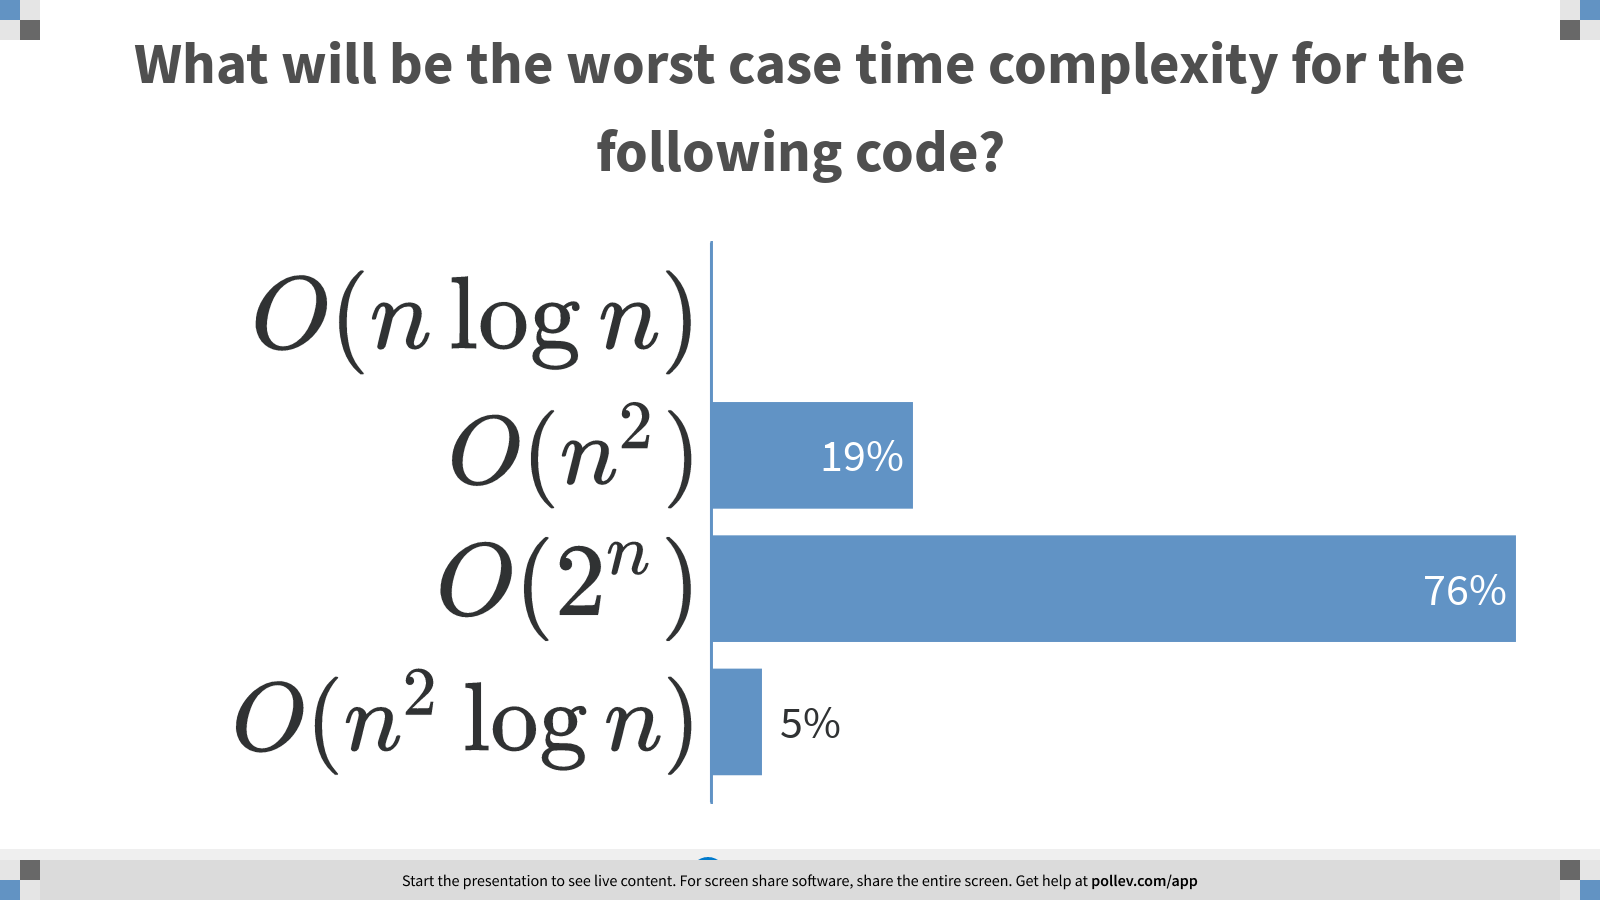 What will be the worst case time complexity for the
following code?
O(n log n)
O(n²) 19%
O(2ⁿ) 76%
O(n² log n) 5%
Start the presentation to see live content. For screen share software, share the entire screen. Get help at pollev.com/app